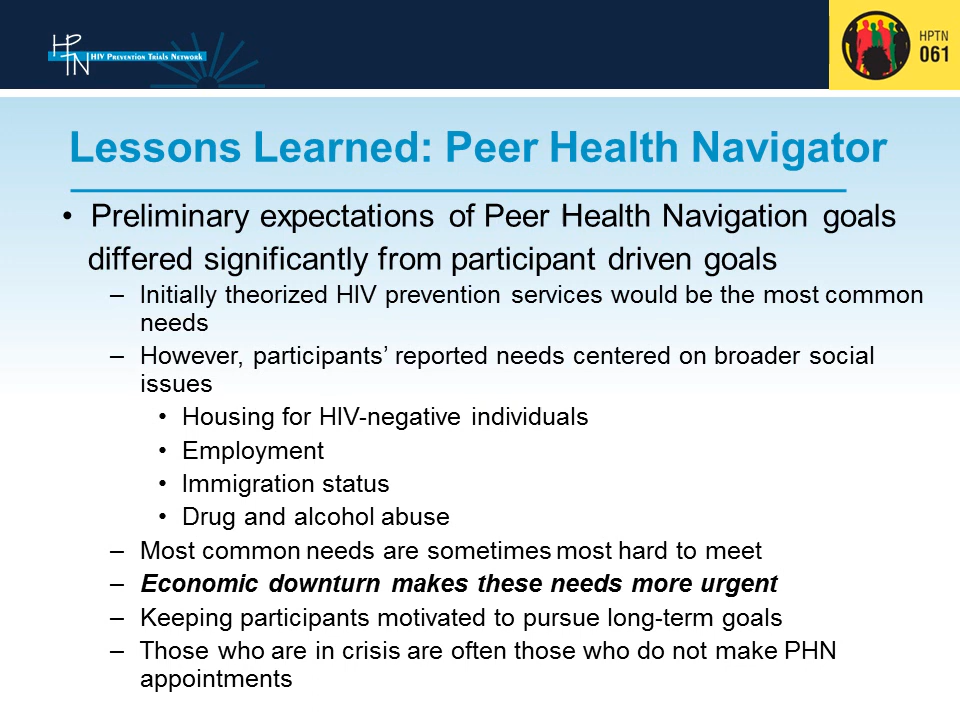 HPTN
HIV Prevention Trials Network
HPTN
061
Lessons Learned: Peer Health Navigator
• Preliminary expectations of Peer Health Navigation goals
differed significantly from participant driven goals
– Initially theorized HIV prevention services would be the most common
needs
– However, participants’ reported needs centered on broader social
issues
• Housing for HIV-negative individuals
• Employment
• Immigration status
• Drug and alcohol abuse
– Most common needs are sometimes most hard to meet
– Economic downturn makes these needs more urgent
– Keeping participants motivated to pursue long-term goals
– Those who are in crisis are often those who do not make PHN
appointments